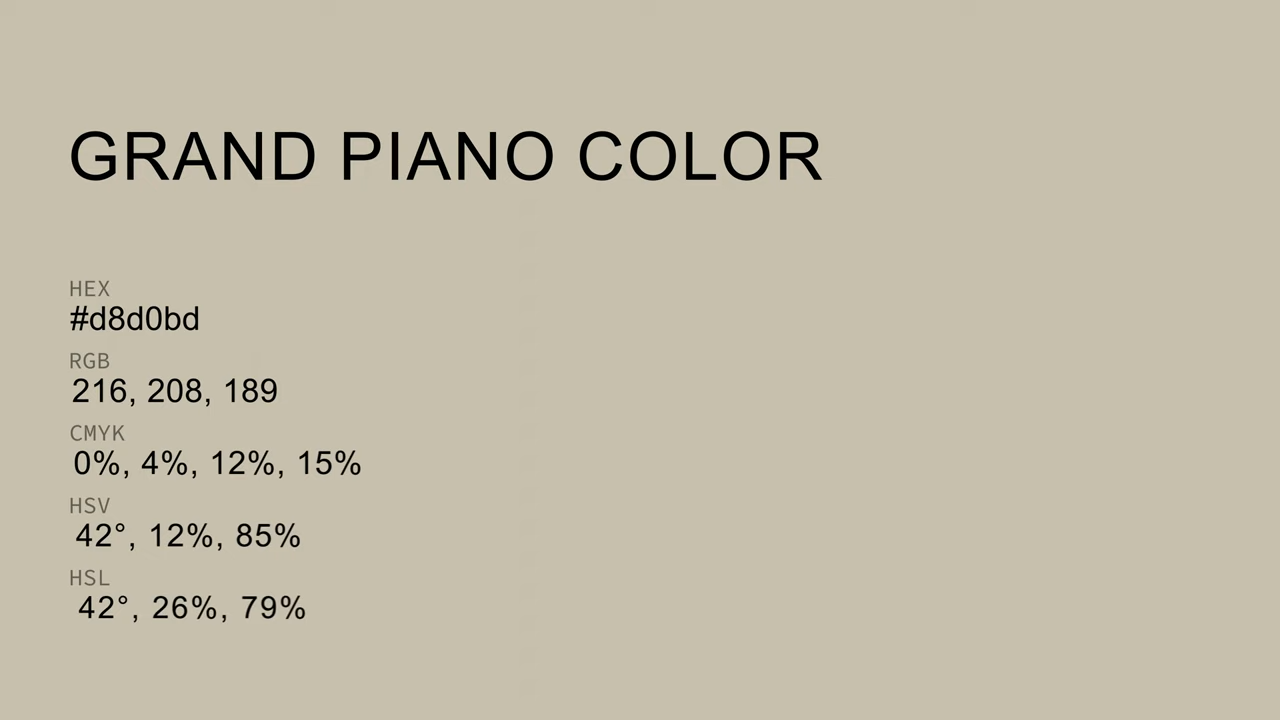 GRAND PIANO COLOR
HEX
#d8d0bd
RGB
216, 208, 189
CMYK
0%, 4%, 12%, 15%
HSV
42°, 12%, 85%
HSL
42°, 26%, 79%